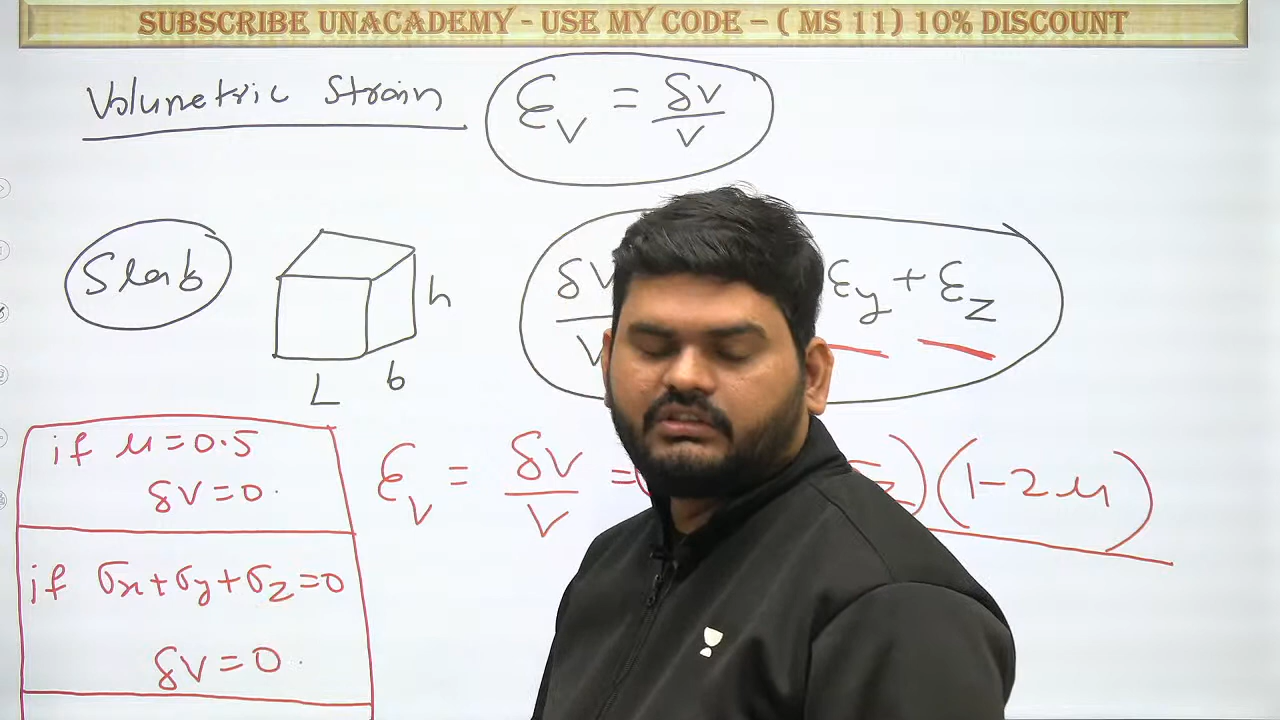 SUBSCRIBE UNACADEMY - USE MY CODE – ( MS 11) 10% DISCOUNT
Volumetric Strain εv = δv/v
Slab
h
L b
δV/V εy + εz
if μ = 0.5
δV = 0
εv = δv/v = (1-2μ)
if σx+σy+σz=0
δV = 0